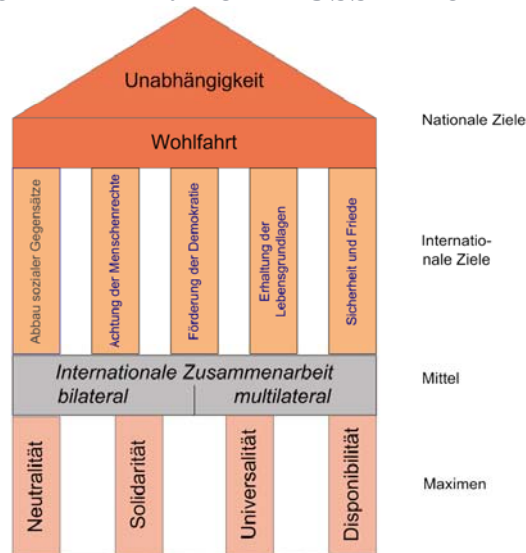 Unabhängigkeit
Nationale Ziele
Wohlfahrt
Abbau sozialer Gegensätze
Achtung der Menschenrechte
Förderung der Demokratie
Erhaltung der
Lebensgrundlagen
Sicherheit und Friede
Internatio-
nale Ziele
Internationale Zusammenarbeit
bilateral
multilateral
Mittel
Neutralität
Solidarität
Universalität
Disponibilität
Maximen